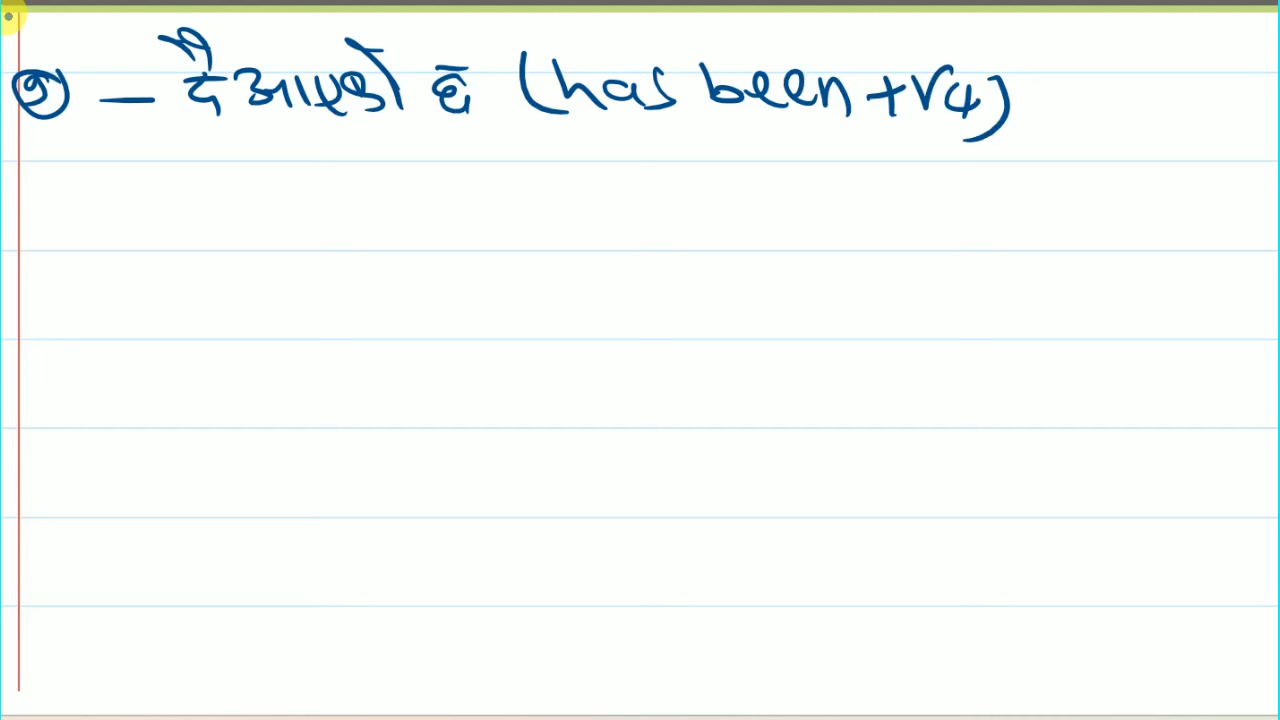 — दै आएको छ (has been + V4)